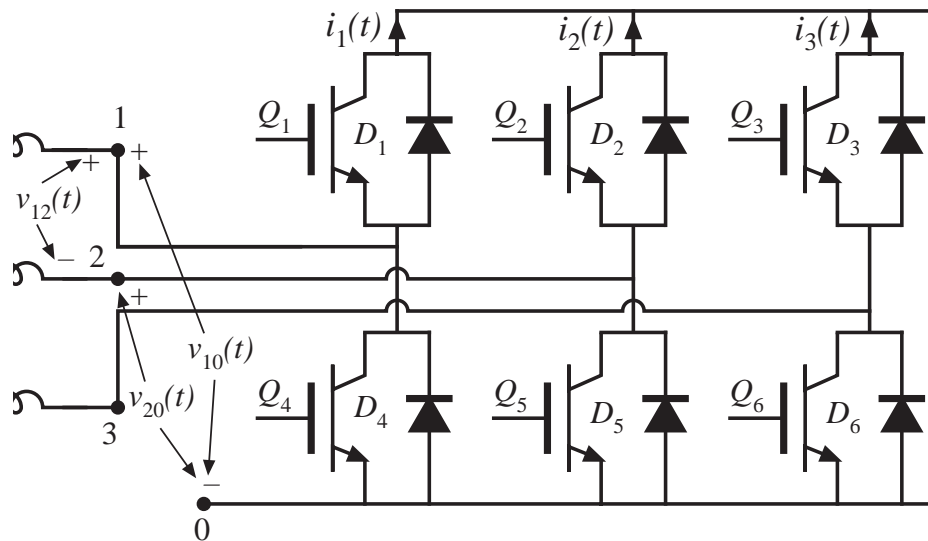 i₁(t) i₂(t) i₃(t)
Q₁ D₁ Q₂ D₂ Q₃ D₃
1
+ +
v₁₂(t)
− 2
+
v₁₀(t)
v₂₀(t)
Q₄ D₄ Q₅ D₅ Q₆ D₆
3
−
0